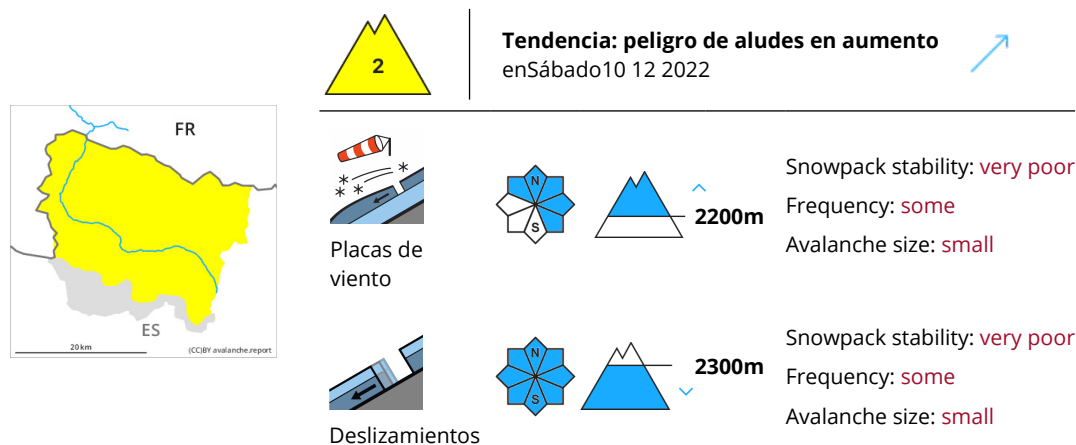 2
Tendencia: peligro de aludes en aumento
enSábado10 12 2022
FR
ES
20 km
(CC)BY avalanche.report
Placas de
viento
N
S
2200m
Snowpack stability: very poor
Frequency: some
Avalanche size: small
Deslizamientos
N
S
2300m
Snowpack stability: very poor
Frequency: some
Avalanche size: small